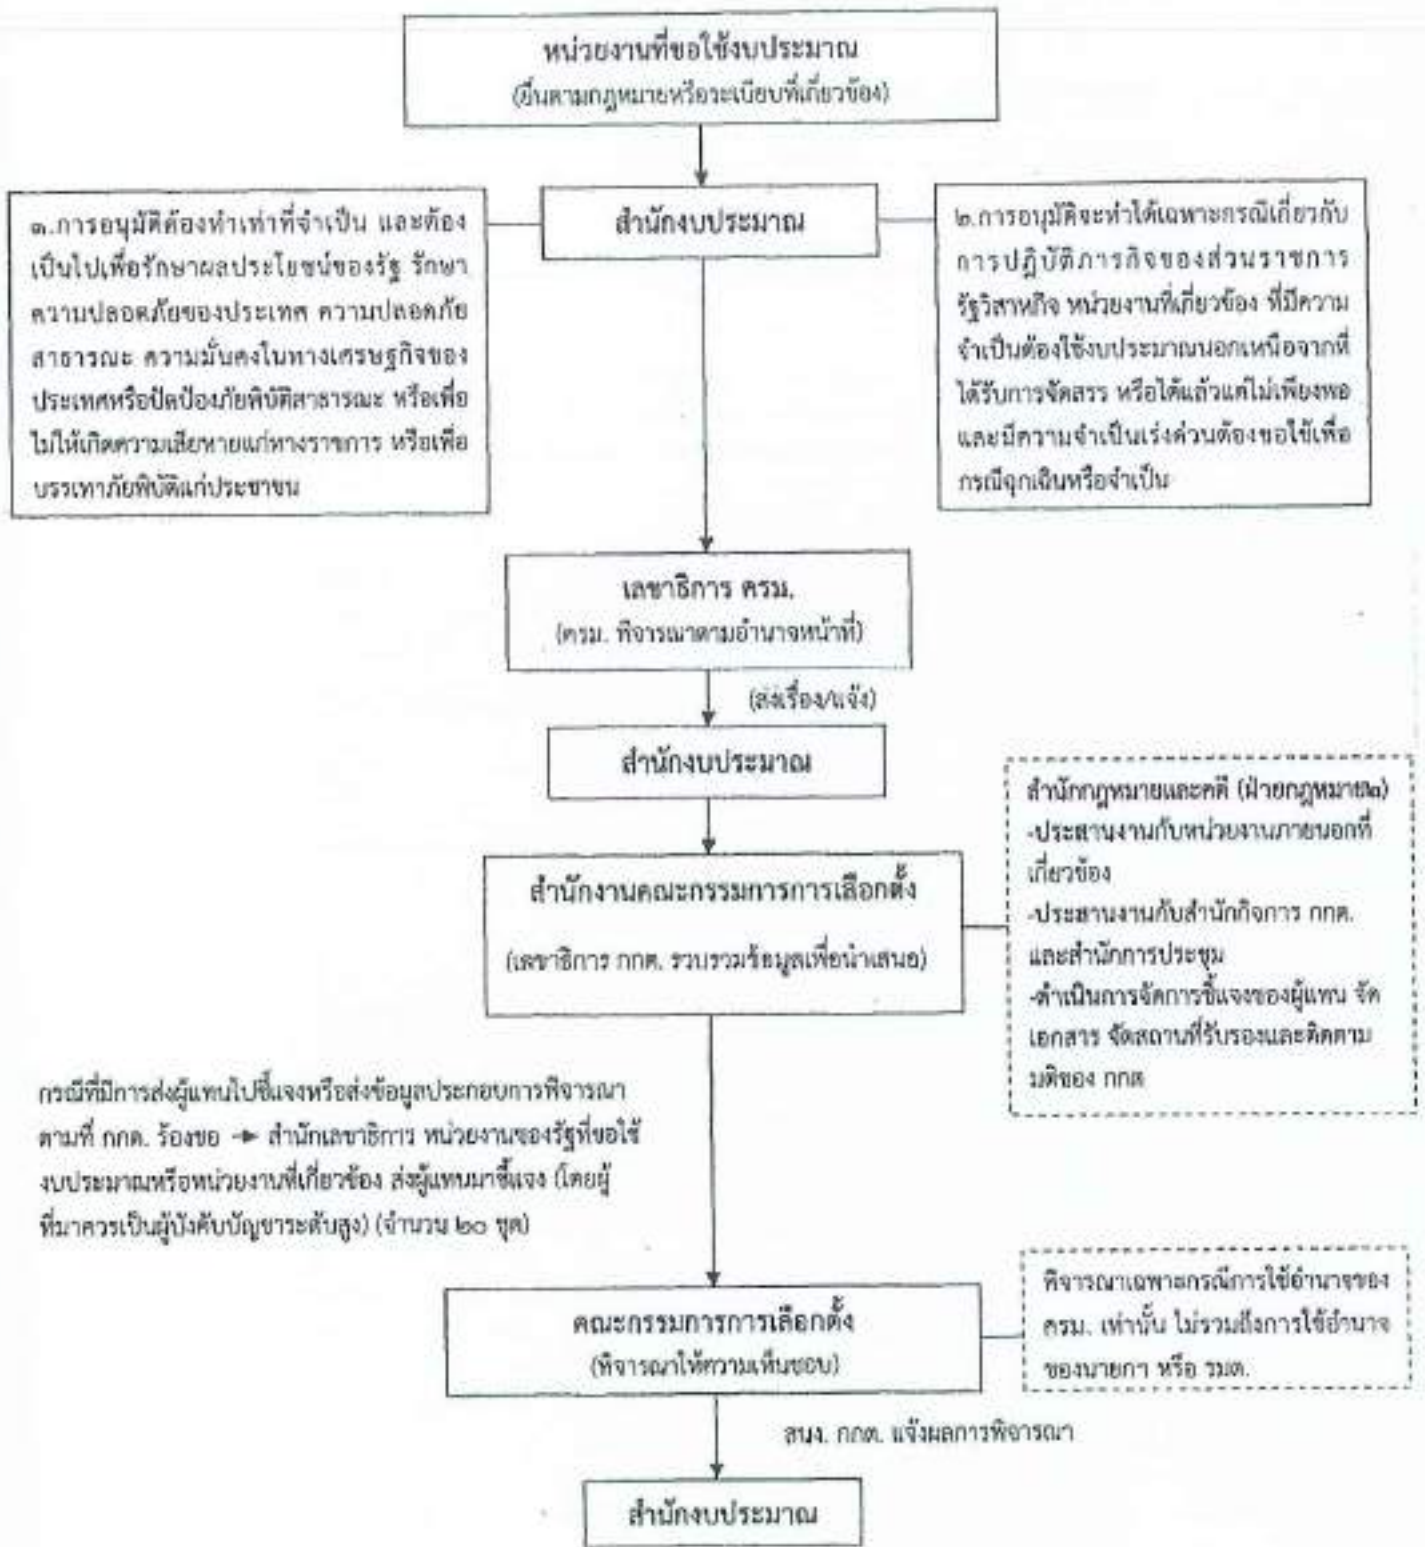 หน่วยงานที่ขอใช้งบประมาณ
(ยื่นตามกฎหมายหรือระเบียบที่เกี่ยวข้อง)
สำนักงบประมาณ
๑.การอนุมัติต้องทำเท่าที่จำเป็น และต้อง
เป็นไปเพื่อรักษาผลประโยชน์ของรัฐ รักษา
ความปลอดภัยของประเทศ ความปลอดภัย
สาธารณะ ความมั่นคงในทางเศรษฐกิจของ
ประเทศหรือปัดป้องภัยพิบัติสาธารณะ หรือเพื่อ
ไม่ให้เกิดความเสียหายแก่ทางราชการ หรือเพื่อ
บรรเทาภัยพิบัติแก่ประชาชน
๒.การอนุมัติจะทำได้เฉพาะกรณีเกี่ยวกับ
การปฏิบัติภารกิจของส่วนราชการ
รัฐวิสาหกิจ หน่วยงานที่เกี่ยวข้อง ที่มีความ
จำเป็นต้องใช้งบประมาณนอกเหนือจากที่
ได้รับการจัดสรร หรือได้แล้วแต่ไม่เพียงพอ
และมีความจำเป็นเร่งด่วนต้องขอใช้เพื่อ
กรณีฉุกเฉินหรือจำเป็น
เลขาธิการ ครม.
(ครม. พิจารณาตามอำนาจหน้าที่)
(ส่งเรื่อง/แจ้ง)
สำนักงบประมาณ
สำนักงานคณะกรรมการการเลือกตั้ง
(เลขาธิการ กกต. รวบรวมข้อมูลเพื่อนำเสนอ)
สำนักกฎหมายและคดี (ฝ่ายกฎหมาย๓)
-ประสานงานกับหน่วยงานภายนอกที่
เกี่ยวข้อง
-ประสานงานกับสำนักกิจการ กกต.
และสำนักการประชุม
-ดำเนินการจัดการชี้แจงของผู้แทน จัด
เอกสาร จัดสถานที่รับรองและติดตาม
มติของ กกต
กรณีที่มีการส่งผู้แทนไปชี้แจงหรือส่งข้อมูลประกอบการพิจารณา
ตามที่ กกต. ร้องขอ → สำนักเลขาธิการ หน่วยงานของรัฐที่ขอใช้
งบประมาณหรือหน่วยงานที่เกี่ยวข้อง ส่งผู้แทนมาชี้แจง (โดยผู้
ที่มาควรเป็นผู้บังคับบัญชาระดับสูง) (จำนวน ๒๐ ชุด)
คณะกรรมการการเลือกตั้ง
(พิจารณาให้ความเห็นชอบ)
พิจารณาเฉพาะกรณีการใช้อำนาจของ
ครม. เท่านั้น ไม่รวมถึงการใช้อำนาจ
ของนายกฯ หรือ รมต.
สนง. กกต. แจ้งผลการพิจารณา
สำนักงบประมาณ